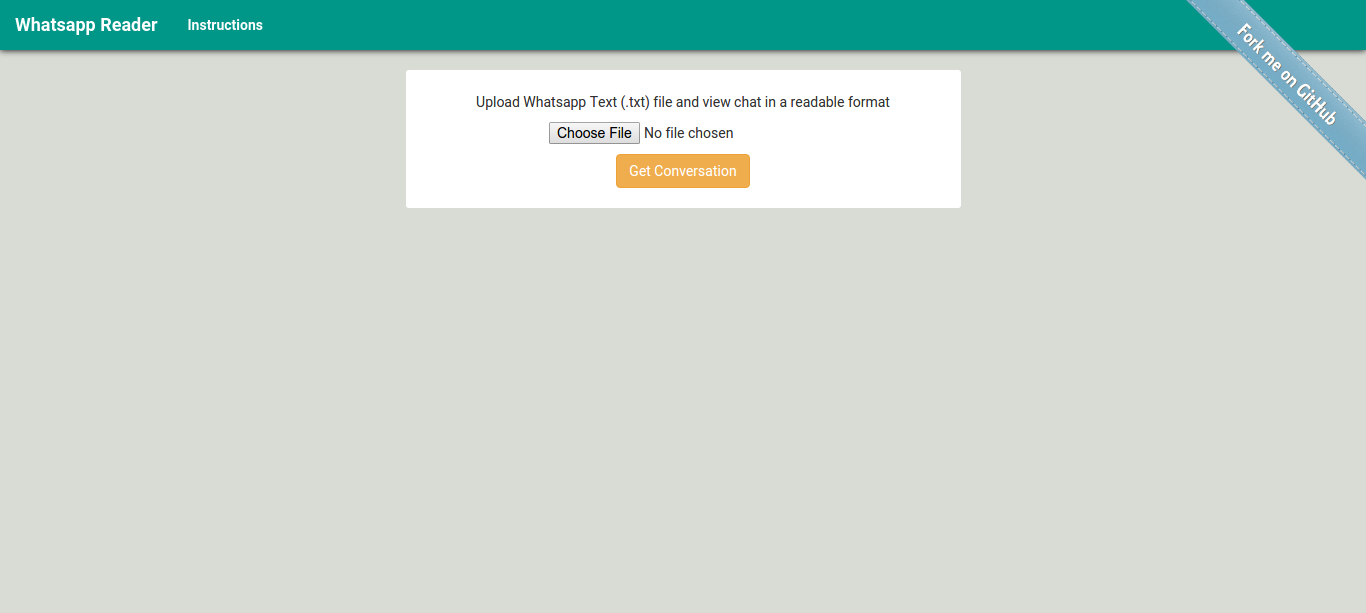 Whatsapp Reader
Instructions
Fork me on GitHub
Upload Whatsapp Text (.txt) file and view chat in a readable format
Choose File No file chosen
Get Conversation